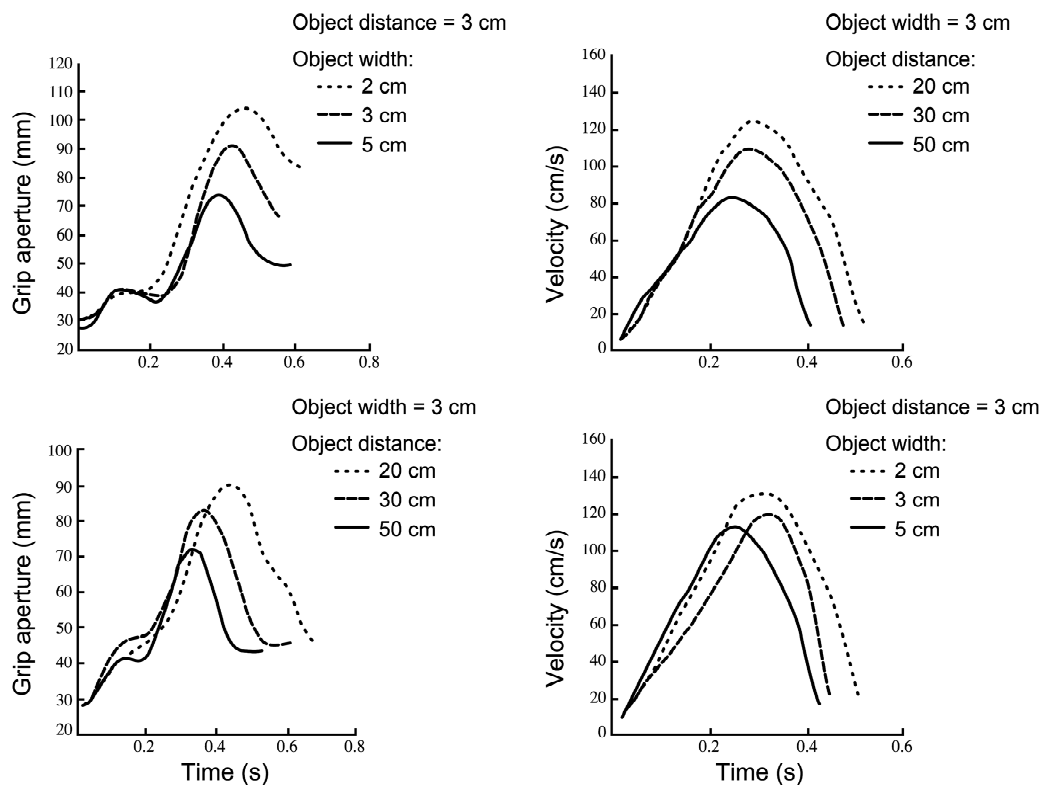 Object distance = 3 cm
Object width:
2 cm
3 cm
5 cm
Grip aperture (mm)
120
110
100
90
80
70
60
50
40
30
20
0.2
0.4
0.6
0.8
Object width = 3 cm
Object distance:
20 cm
30 cm
50 cm
Velocity (cm/s)
160
140
120
100
80
60
40
20
0
0.2
0.4
0.6
Object width = 3 cm
Object distance:
20 cm
30 cm
50 cm
Grip aperture (mm)
100
90
80
70
60
50
40
30
20
0.2
0.4
0.6
0.8
Time (s)
Object distance = 3 cm
Object width:
2 cm
3 cm
5 cm
Velocity (cm/s)
160
140
120
100
80
60
40
20
0
0.2
0.4
0.6
Time (s)